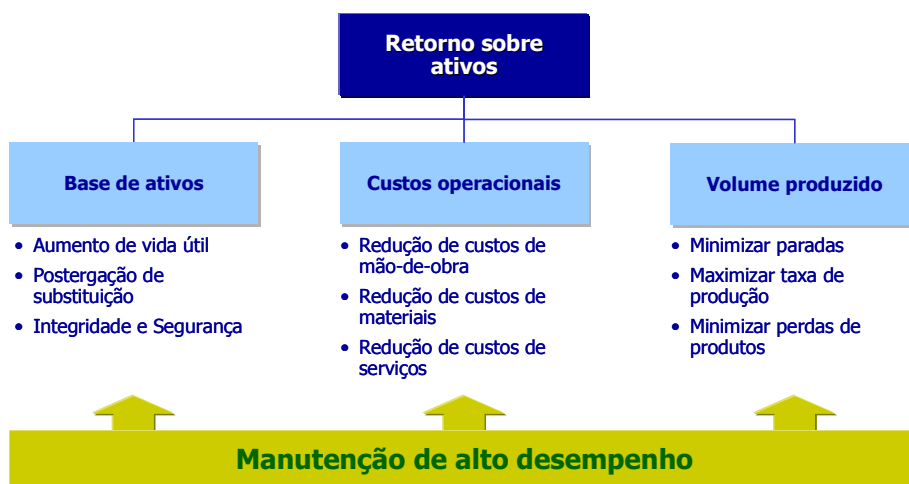 Retorno sobre
ativos
Base de ativos
• Aumento de vida útil
• Postergação de
substituição
• Integridade e Segurança
Custos operacionais
• Redução de custos de
mão-de-obra
• Redução de custos de
materiais
• Redução de custos de
serviços
Volume produzido
• Minimizar paradas
• Maximizar taxa de
produção
• Minimizar perdas de
produtos
Manutenção de alto desempenho